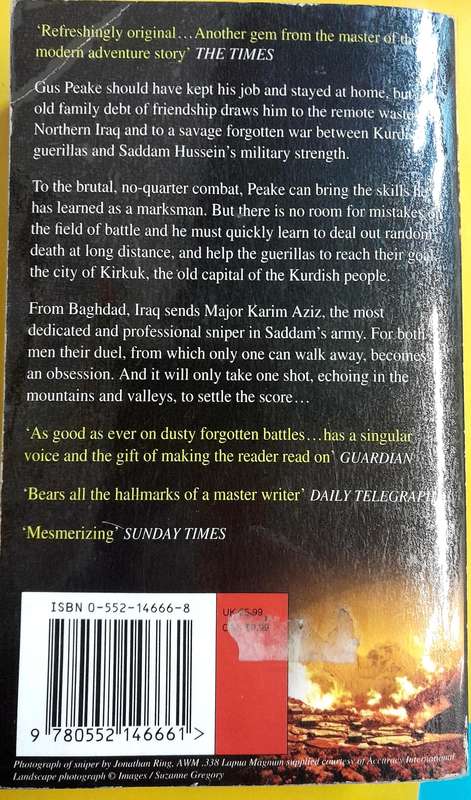 ‘Refreshingly original…Another gem from the master of the
modern adventure story’ THE TIMES
Gus Peake should have kept his job and stayed at home, but
old family debt of friendship draws him to the remote
Northern Iraq and to a savage forgotten war between
guerillas and Saddam Hussein’s military strength.
To the brutal, no-quarter combat, Peake can bring the skills he
has learned as a marksman. But there is no room for mistakes
the field of battle and he must quickly learn to deal out random
death at long distance, and help the guerillas to reach their
the city of Kirkuk, the old capital of the Kurdish people.
From Baghdad, Iraq sends Major Karim Aziz, the most
dedicated and professional sniper in Saddam’s army. For both
men their duel, from which only one can walk away, becomes
an obsession. And it will only take one shot, echoing in the
mountains and valleys, to settle the score…
‘As good as ever on dusty forgotten battles…has a singular
voice and the gift of making the reader read on’ GUARDIAN
‘Bears all the hallmarks of a master writer’ DAILY TELEGRAPH
‘Mesmerizing’ SUNDAY TIMES
ISBN 0-552-14666-8
UK
9 780552 146661 >
Photograph of sniper by Jonathan Ring, AWM .338 Lapua Magnum supplied courtesy of Accuracy International
Landscape photograph © Images / Suzanne Gregory